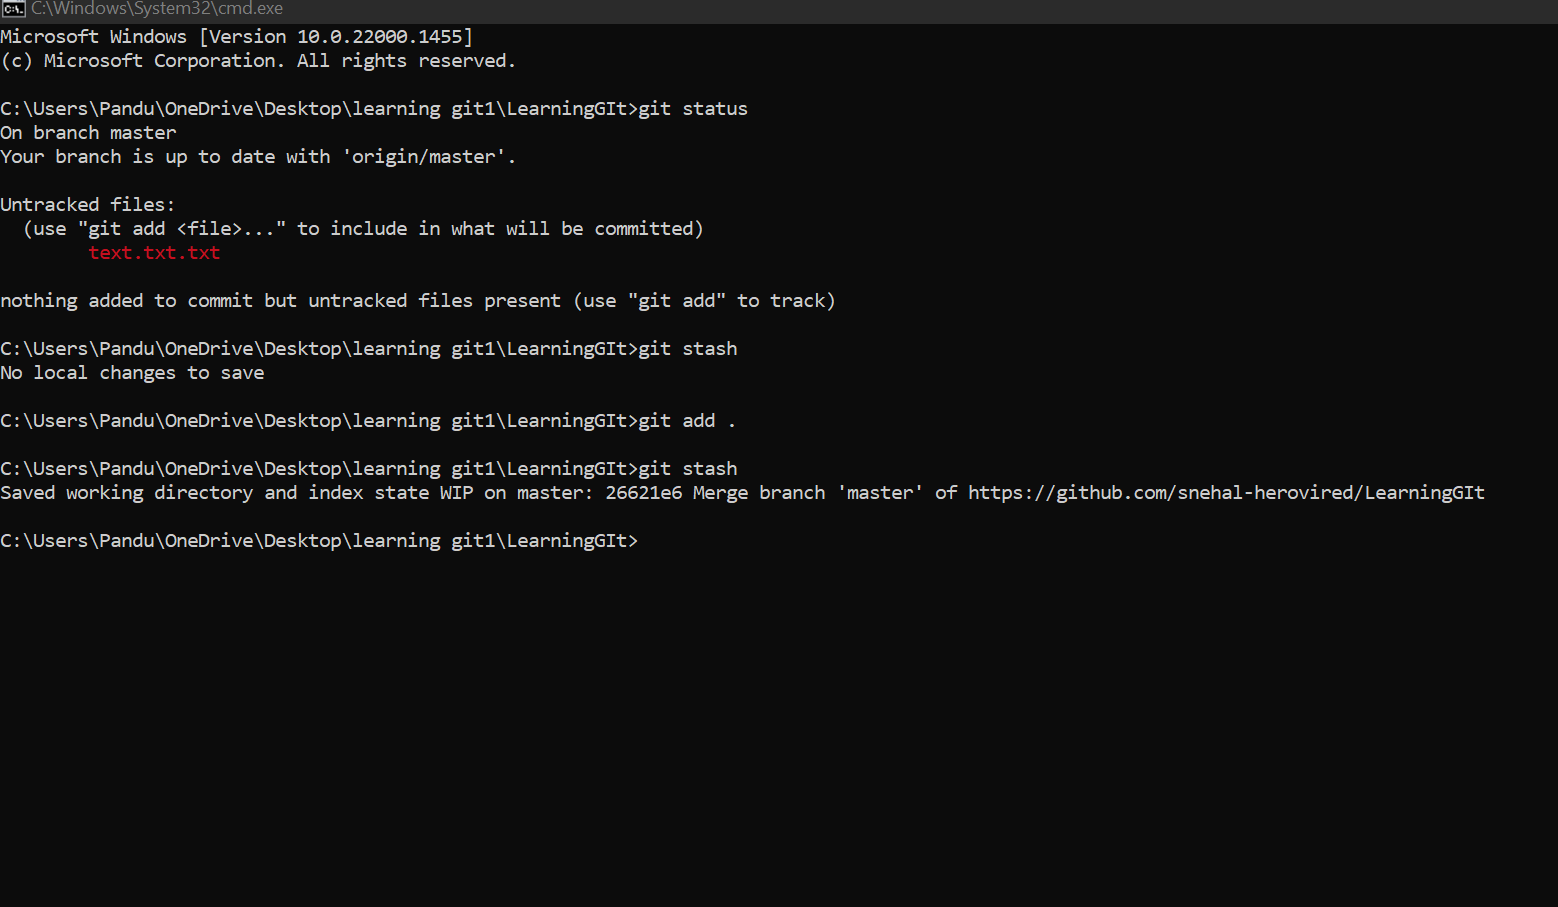 C:\Windows\System32\cmd.exe
Microsoft Windows [Version 10.0.22000.1455]
(c) Microsoft Corporation. All rights reserved.
C:\Users\Pandu\OneDrive\Desktop\learning git1\LearningGIt>git status
On branch master
Your branch is up to date with 'origin/master'.
Untracked files:
  (use "git add <file>..." to include in what will be committed)
        text.txt.txt
nothing added to commit but untracked files present (use "git add" to track)
C:\Users\Pandu\OneDrive\Desktop\learning git1\LearningGIt>git stash
No local changes to save
C:\Users\Pandu\OneDrive\Desktop\learning git1\LearningGIt>git add .
C:\Users\Pandu\OneDrive\Desktop\learning git1\LearningGIt>git stash
Saved working directory and index state WIP on master: 26621e6 Merge branch 'master' of https://github.com/snehal-herovired/LearningGIt
C:\Users\Pandu\OneDrive\Desktop\learning git1\LearningGIt>